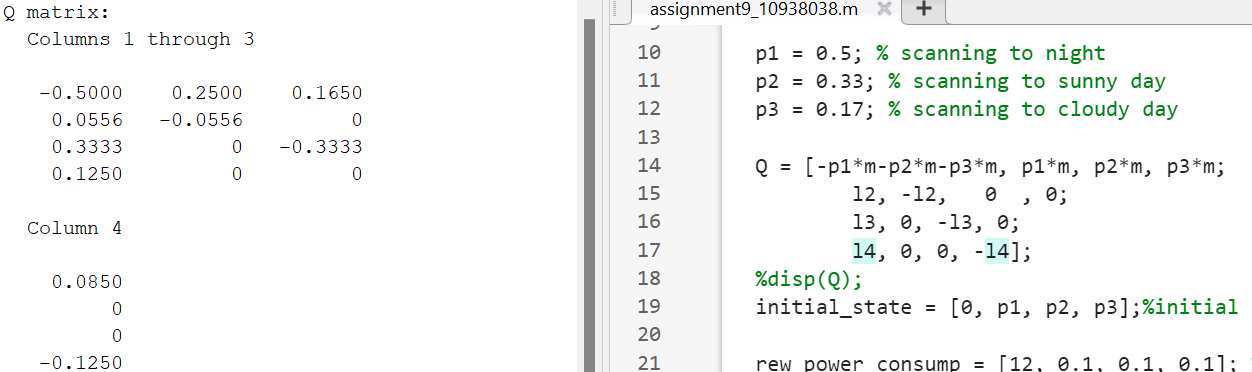 Q matrix:
Columns 1 through 3
-0.5000 0.2500 0.1650
0.0556 -0.0556 0
0.3333 0 -0.3333
0.1250 0 0
Column 4
0.0850
0
0
-0.1250
assignment9_10938038.m × +
10 p1 = 0.5; % scanning to night
11 p2 = 0.33; % scanning to sunny day
12 p3 = 0.17; % scanning to cloudy day
13
14 Q = [-p1*m-p2*m-p3*m, p1*m, p2*m, p3*m;
15 l2, -l2, 0 , 0;
16 l3, 0, -l3, 0;
17 l4, 0, 0, -l4];
18 %disp(Q);
19 initial_state = [0, p1, p2, p3];%initial
20
21 rew_power_consump = [12, 0.1, 0.1, 0.1];